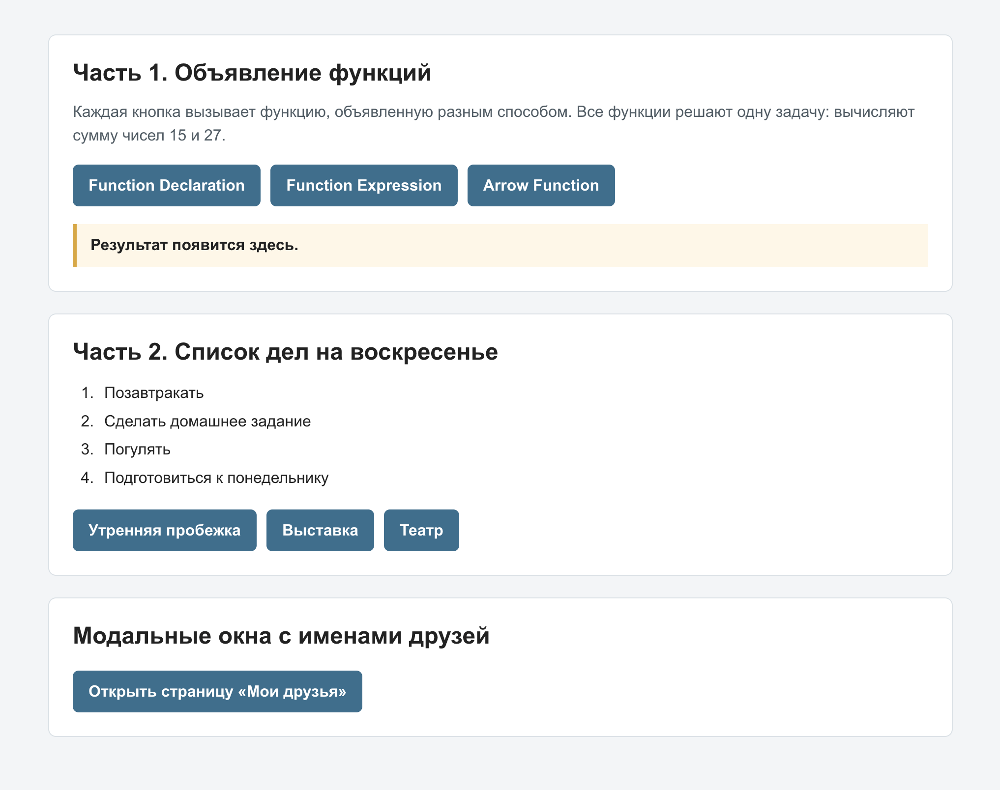 Часть 1. Объявление функций
Каждая кнопка вызывает функцию, объявленную разным способом. Все функции решают одну задачу: вычисляют
сумму чисел 15 и 27.
Function Declaration Function Expression Arrow Function
Результат появится здесь.
Часть 2. Список дел на воскресенье
1. Позавтракать
2. Сделать домашнее задание
3. Погулять
4. Подготовиться к понедельнику
Утренняя пробежка Выставка Театр
Модальные окна с именами друзей
Открыть страницу «Мои друзья»